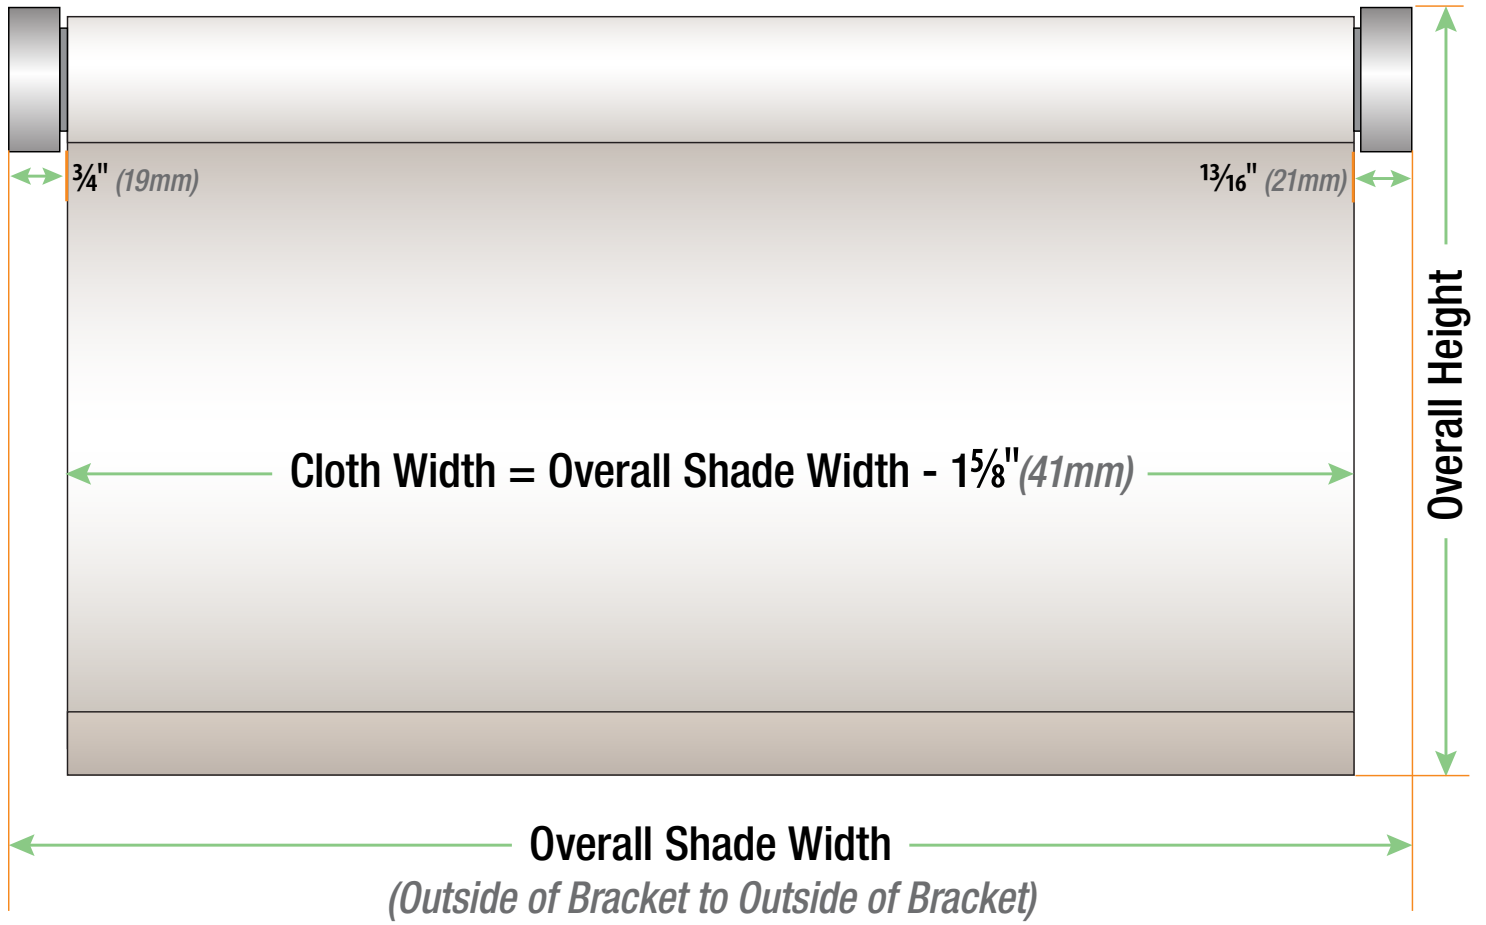 ¾" (19mm)
13⁄16" (21mm)
Overall Height
Cloth Width = Overall Shade Width - 1⅝"(41mm)
Overall Shade Width
(Outside of Bracket to Outside of Bracket)